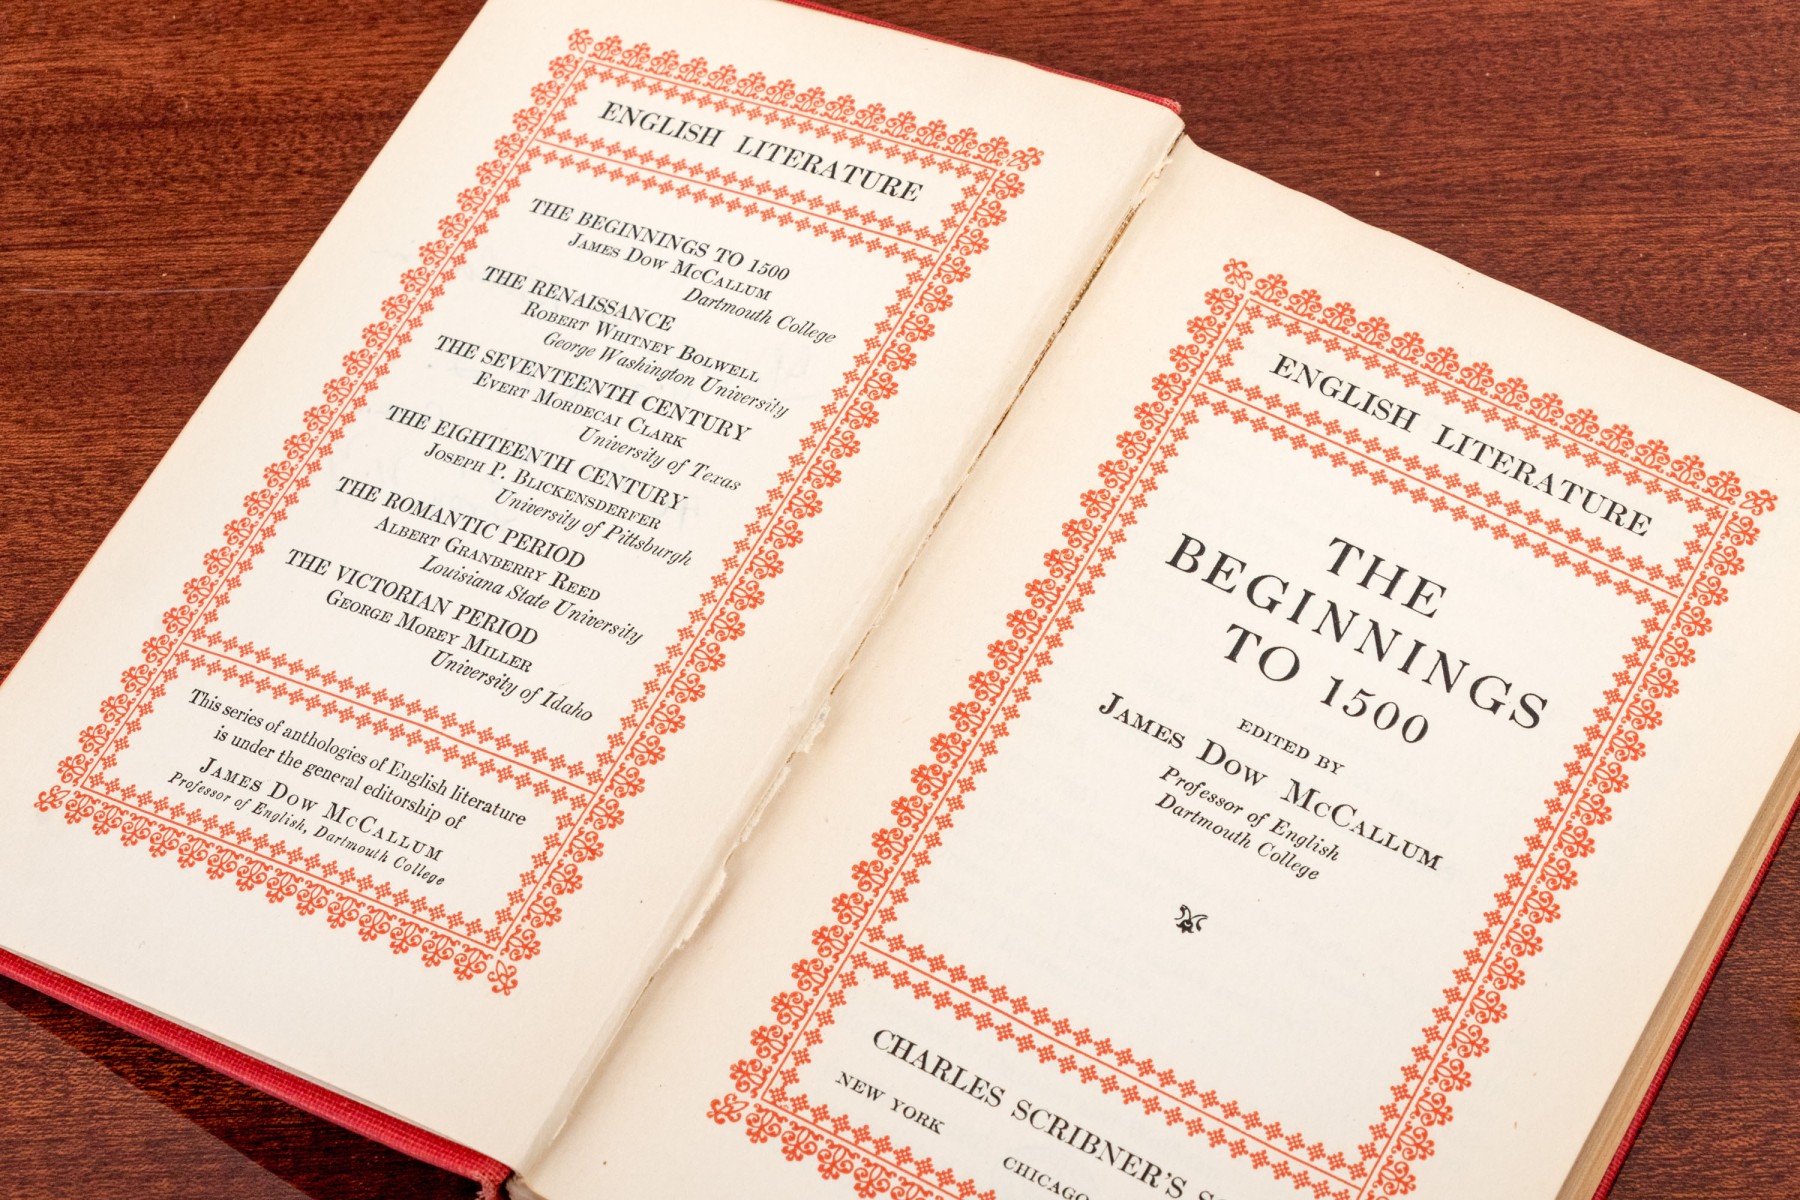 ENGLISH LITERATURE
THE BEGINNINGS TO 1500
JAMES DOW MCCALLUM
Dartmouth College
THE RENAISSANCE
ROBERT WHITNEY BOLWELL
George Washington University
THE SEVENTEENTH CENTURY
EVERT MORDECAI CLARK
University of Texas
THE EIGHTEENTH CENTURY
JOSEPH P. BLICKENSDERFER
University of Pittsburgh
THE ROMANTIC PERIOD
ALBERT GRANBERRY REED
Louisiana State University
THE VICTORIAN PERIOD
GEORGE MOREY MILLER
University of Idaho
This series of anthologies of English literature
is under the general editorship of
JAMES DOW MCCALLUM
Professor of English, Dartmouth College
ENGLISH LITERATURE
THE
BEGINNINGS
TO 1500
EDITED BY
JAMES DOW MCCALLUM
Professor of English
Dartmouth College
CHARLES SCRIBNER'S
NEW YORK CHICAGO